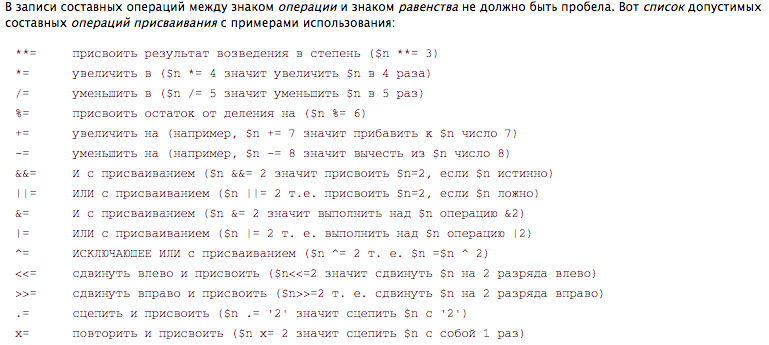 В записи составных операций между знаком операции и знаком равенства не должно быть пробела. Вот список допустимых
составных операций присваивания с примерами использования:
**= присвоить результат возведения в степень ($n **= 3)
*= увеличить в ($n *= 4 значит увеличить $n в 4 раза)
/= уменьшить в ($n /= 5 значит уменьшить $n в 5 раз)
%= присвоить остаток от деления на ($n %= 6)
+= увеличить на (например, $n += 7 значит прибавить к $n число 7)
-= уменьшить на (например, $n -= 8 значит вычесть из $n число 8)
&&= И с присваиванием ($n &&= 2 значит присвоить $n=2, если $n истинно)
||= ИЛИ с присваиванием ($n ||= 2 т.е. присвоить $n=2, если $n ложно)
&= И с присваиванием ($n &= 2 значит выполнить над $n операцию &2)
|= ИЛИ с присваиванием ($n |= 2 т. е. выполнить над $n операцию |2)
^= ИСКЛЮЧАЮЩЕЕ ИЛИ с присваиванием ($n ^= 2 т. е. $n =$n ^ 2)
<<= сдвинуть влево и присвоить ($n<<=2 значит сдвинуть $n на 2 разряда влево)
>>= сдвинуть вправо и присвоить ($n>>=2 т. е. сдвинуть $n на 2 разряда вправо)
.= сцепить и присвоить ($n .= '2' значит сцепить $n с '2')
x= повторить и присвоить ($n x= 2 значит сцепить $n с собой 1 раз)